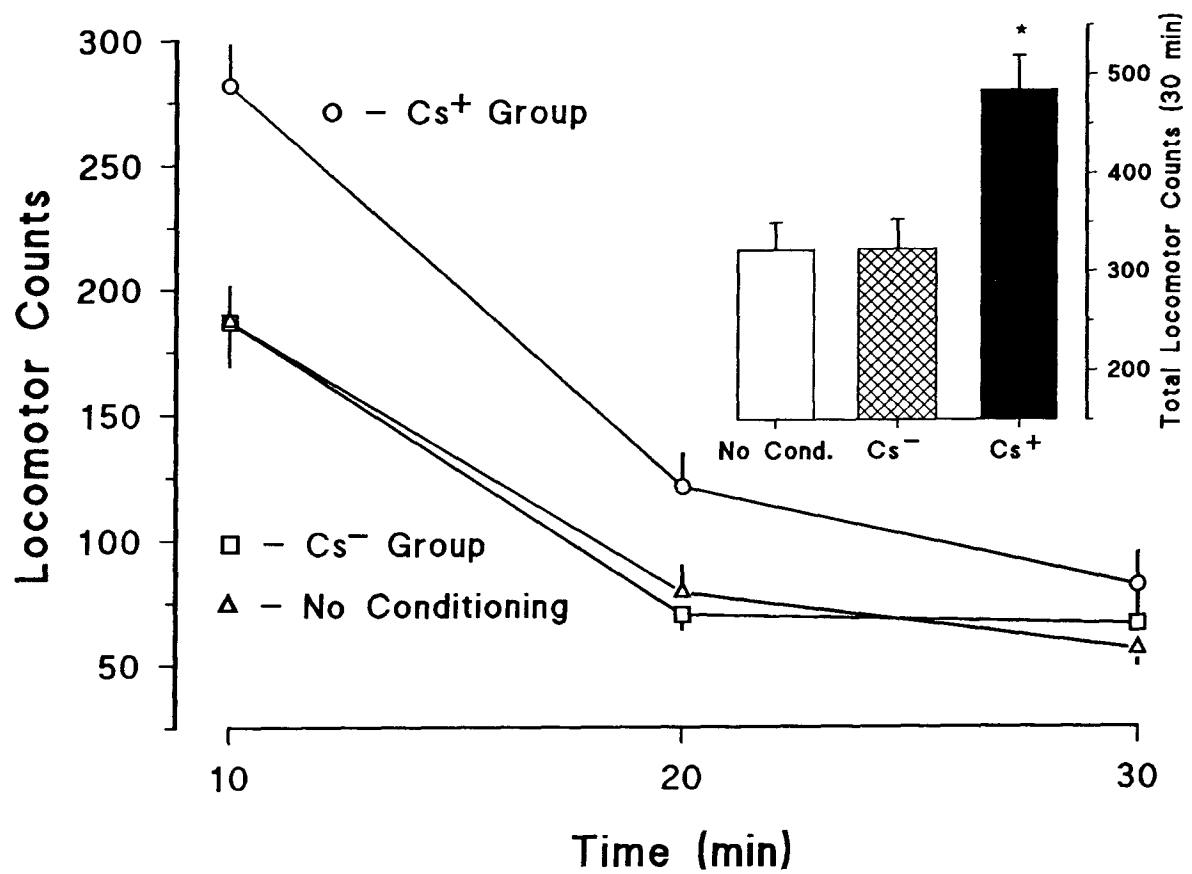 Locomotor Counts
300
250
200
150
100
50
○ – Cs+ Group
□ – Cs– Group
△ – No Conditioning
10 20 30
Time (min)
*
500
400
300
200
Total Locomotor Counts (30 min)
No Cond. Cs– Cs+